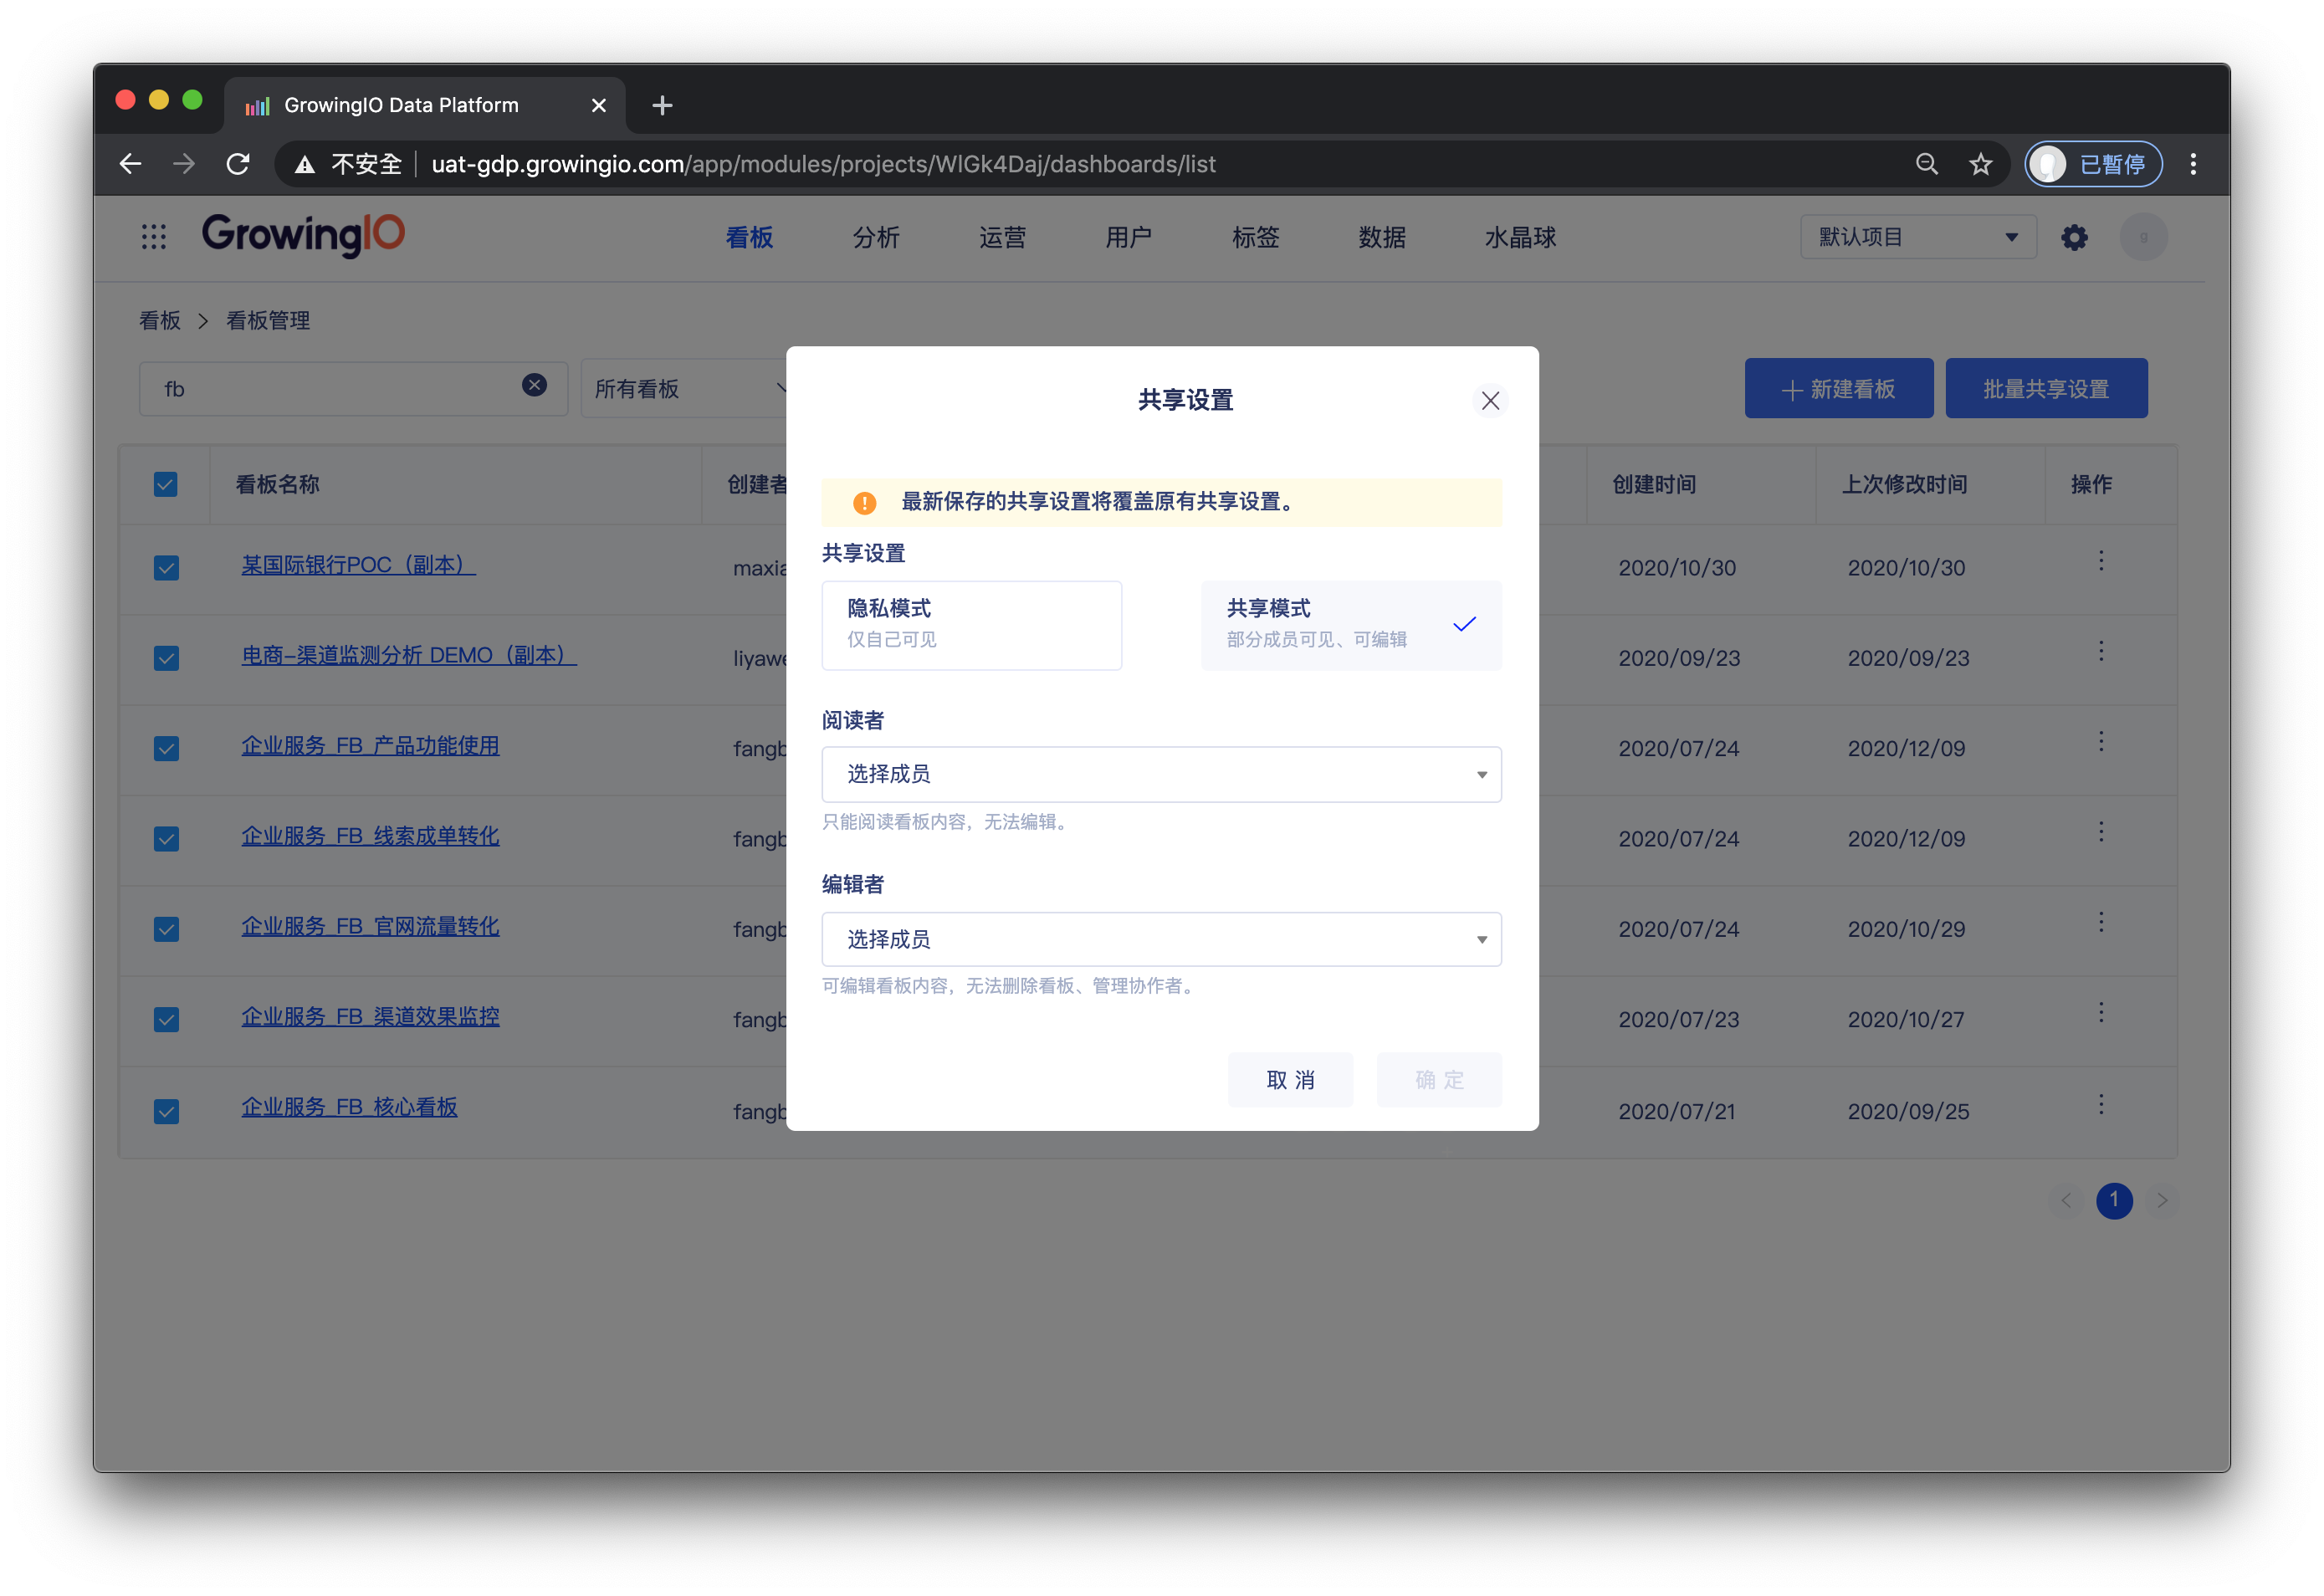 GrowingIO Data Platform
不安全 uat-gdp.growingio.com/app/modules/projects/WlGk4Daj/dashboards/list 已暂停
GrowingIO 看板 分析 运营 用户 标签 数据 水晶球 默认项目 g
看板 > 看板管理
fb 所有看板 新建看板 批量共享设置
共享设置
看板名称 创建者 创建时间 上次修改时间 操作
最新保存的共享设置将覆盖原有共享设置。
共享设置
某国际银行POC（副本） maxia 2020/10/30 2020/10/30
隐私模式 共享模式
仅自己可见 部分成员可见、可编辑
电商-渠道监测分析 DEMO（副本） liyawe 2020/09/23 2020/09/23
阅读者
企业服务_FB_产品功能使用 fangb 2020/07/24 2020/12/09
选择成员
只能阅读看板内容，无法编辑。
企业服务_FB_线索成单转化 fangb 2020/07/24 2020/12/09
编辑者
企业服务_FB_官网流量转化 fangb 2020/07/24 2020/10/29
选择成员
可编辑看板内容，无法删除看板、管理协作者。
企业服务_FB_渠道效果监控 fangb 2020/07/23 2020/10/27
取消 确定
企业服务_FB_核心看板 fangb 2020/07/21 2020/09/25
1